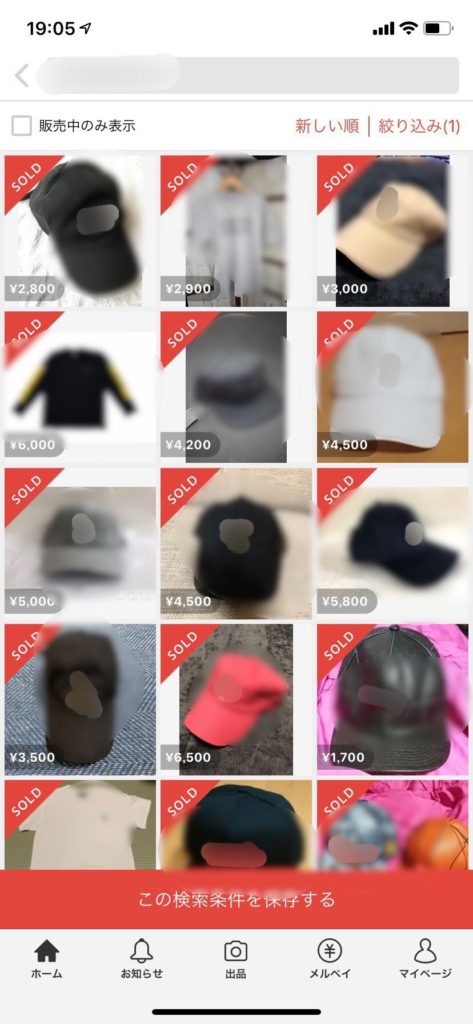 19:05
販売中のみ表示
新しい順
絞り込み(1)
SOLD
SOLD
SOLD
¥2,800
¥2,900
¥3,000
SOLD
SOLD
SOLD
¥6,000
¥4,200
¥4,500
SOLD
SOLD
SOLD
¥5,000
¥4,500
¥5,800
SOLD
SOLD
SOLD
¥3,500
¥6,500
¥1,700
SOLD
SOLD
SOLD
この検索条件を保存する
ホーム
お知らせ
出品
メルペイ
マイページ